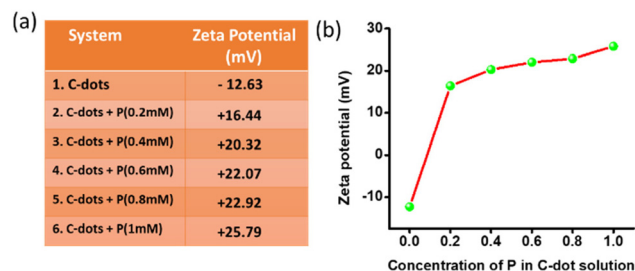 (a)
System Zeta Potential
(mV)
1. C-dots - 12.63
2. C-dots + P(0.2mM) +16.44
3. C-dots + P(0.4mM) +20.32
4. C-dots + P(0.6mM) +22.07
5. C-dots + P(0.8mM) +22.92
6. C-dots + P(1mM) +25.79
(b)
Zeta potential (mV)
30
20
10
0
-10
0.0 0.2 0.4 0.6 0.8 1.0
Concentration of P in C-dot solution